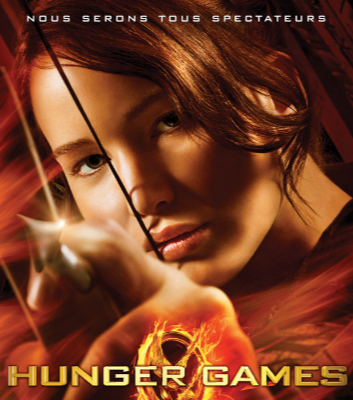 NOUS SERONS TOUS SPECTATEURS
HUNGER GAMES